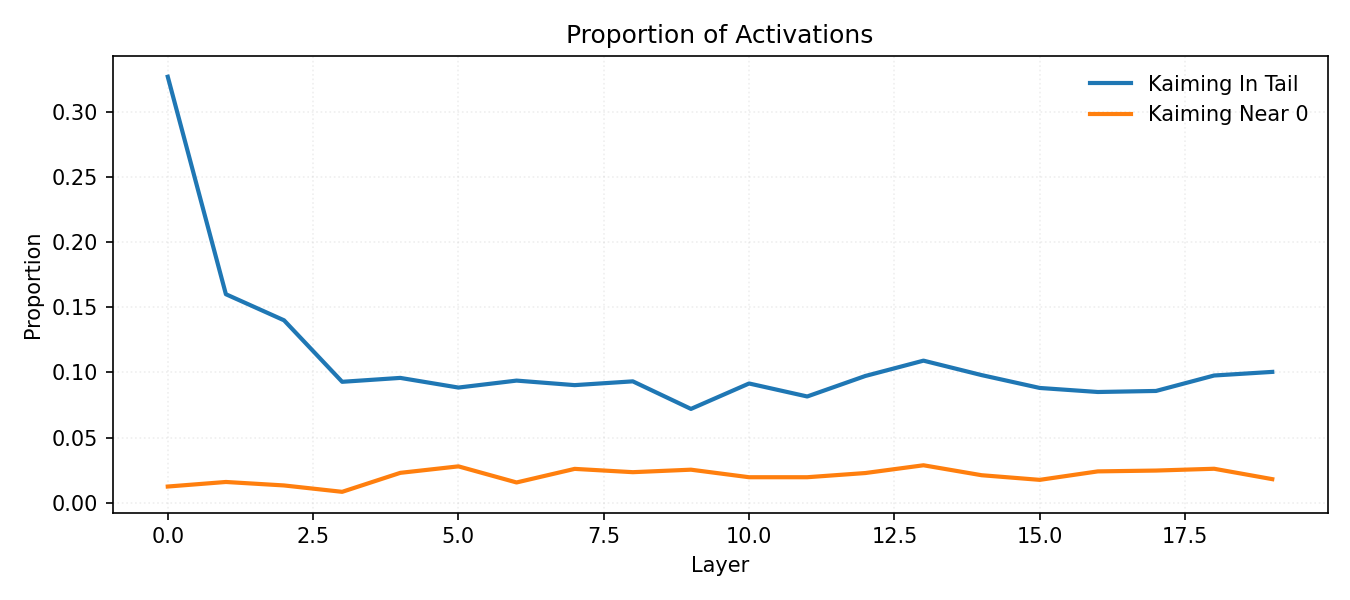 Proportion of Activations
Kaiming In Tail
Kaiming Near 0
Proportion
0.30
0.25
0.20
0.15
0.10
0.05
0.00
0.0 2.5 5.0 7.5 10.0 12.5 15.0 17.5
Layer